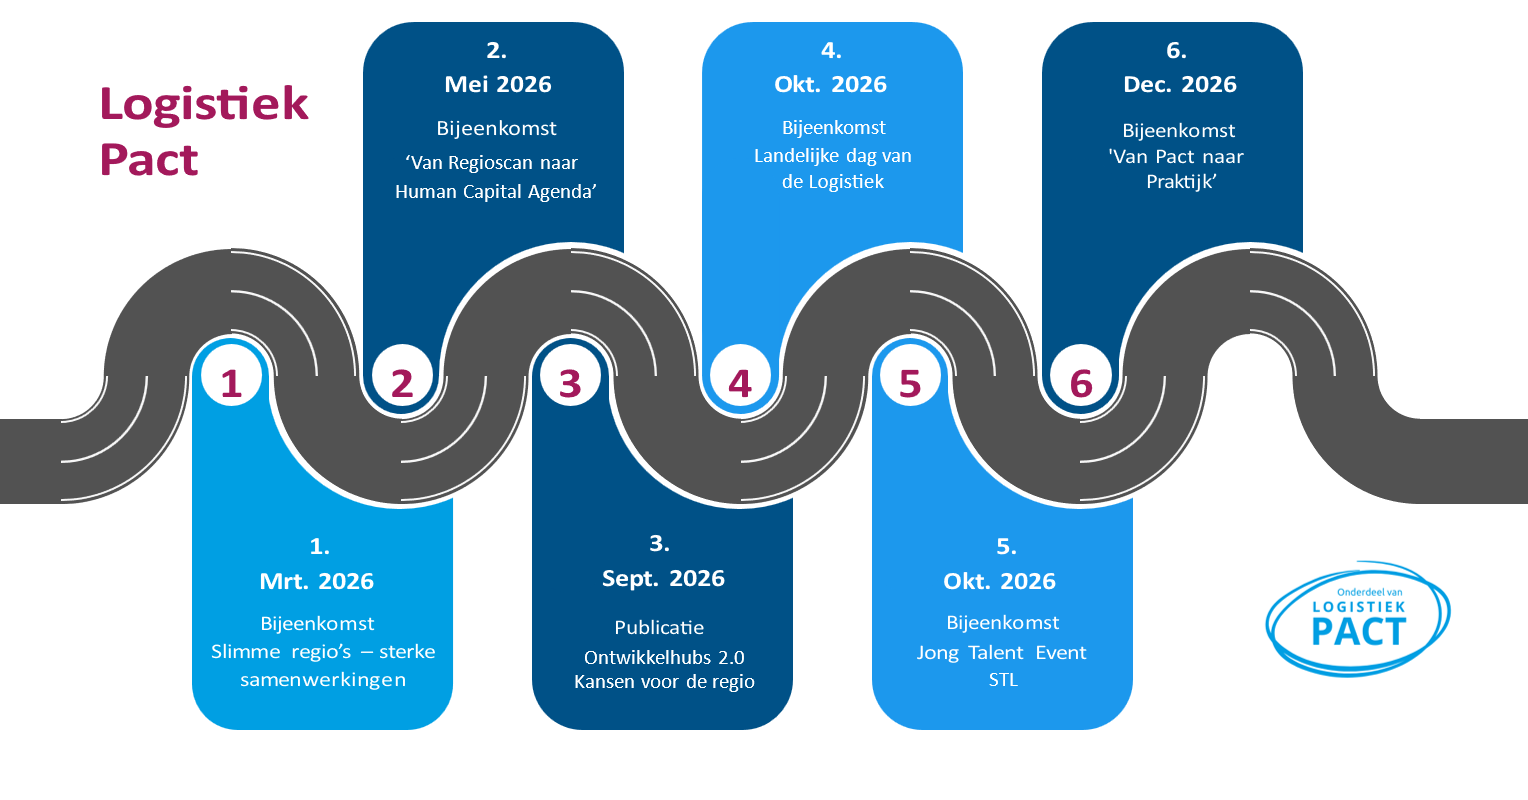 Logistiek
Pact
2.
Mei 2026
Bijeenkomst
‘Van Regioscan naar
Human Capital Agenda’
4.
Okt. 2026
Bijeenkomst
Landelijke dag van
de Logistiek
6.
Dec. 2026
Bijeenkomst
'Van Pact naar
Praktijk’
1
2
3
4
5
6
1.
Mrt. 2026
Bijeenkomst
Slimme regio’s – sterke
samenwerkingen
3.
Sept. 2026
Publicatie
Ontwikkelhubs 2.0
Kansen voor de regio
5.
Okt. 2026
Bijeenkomst
Jong Talent Event
STL
Onderdeel van
LOGISTIEK
PACT